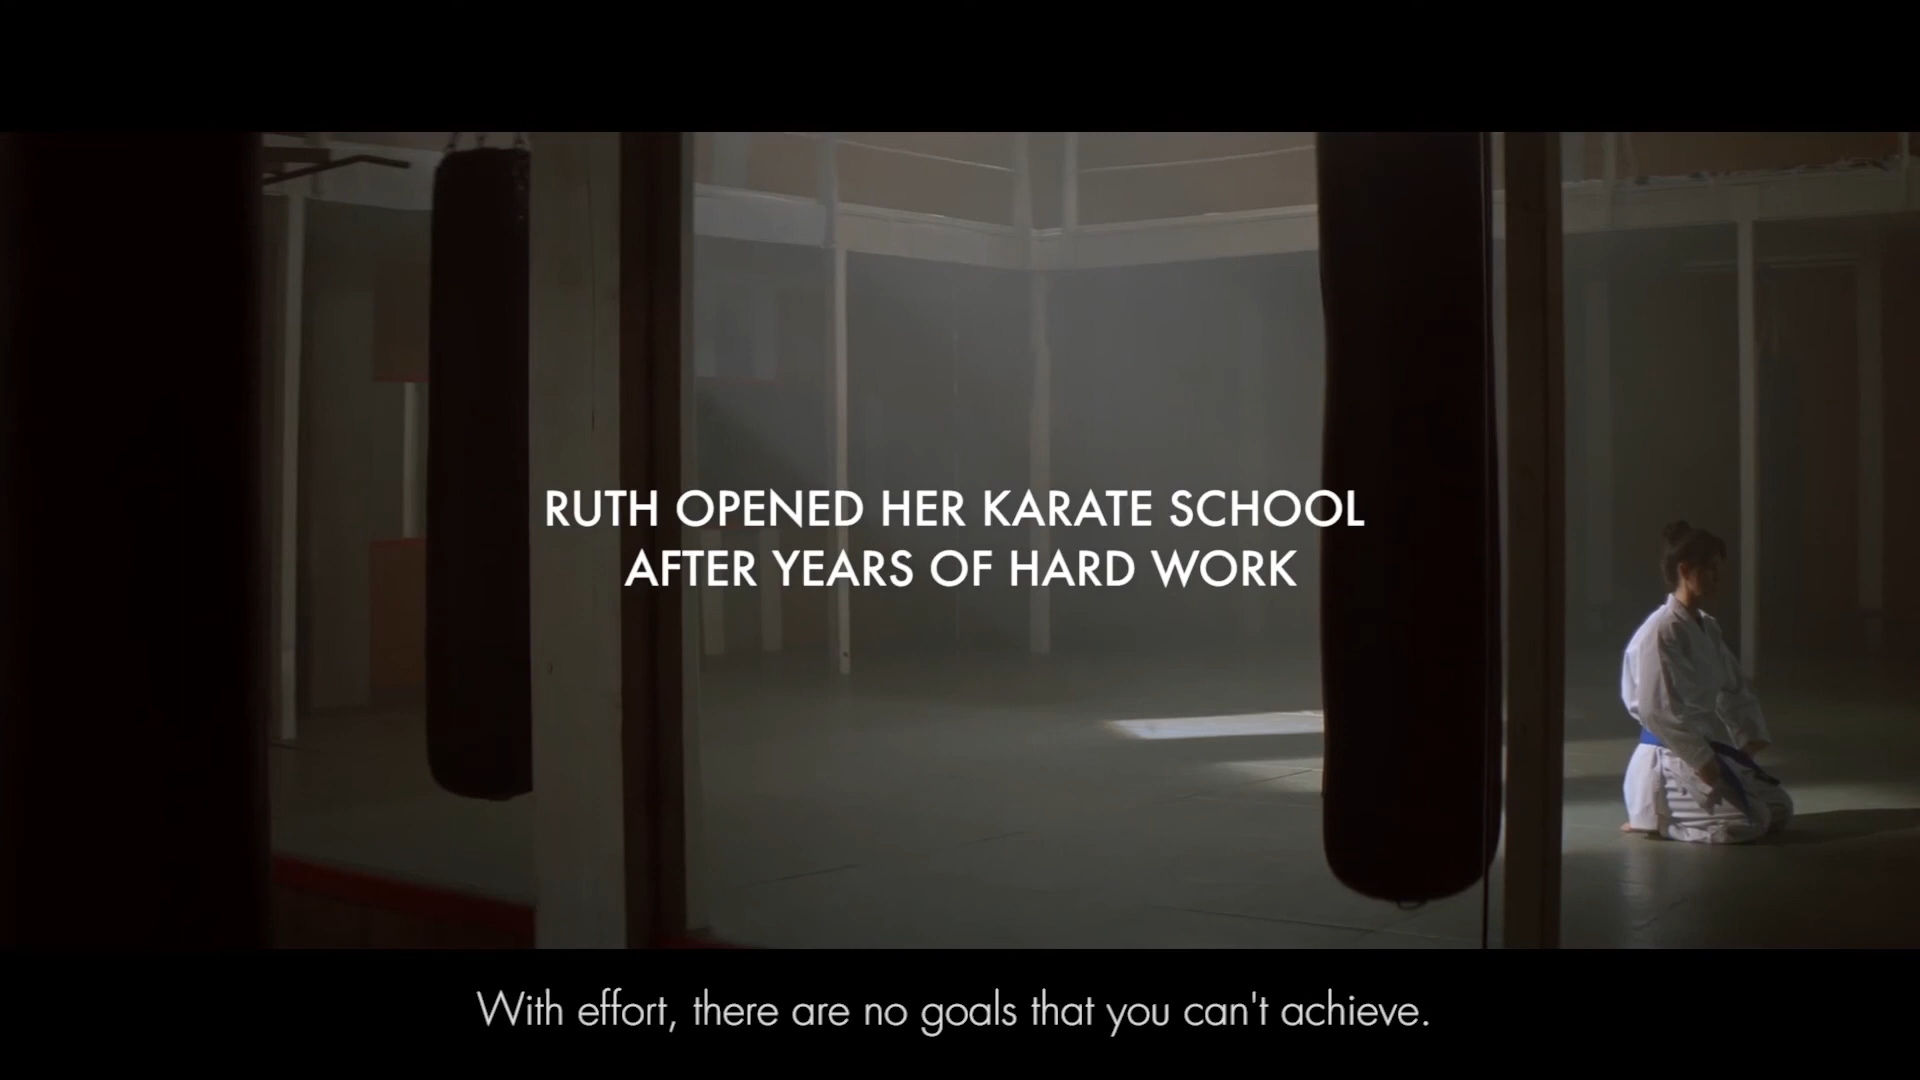 RUTH OPENED HER KARATE SCHOOL
AFTER YEARS OF HARD WORK
With effort, there are no goals that you can't achieve.